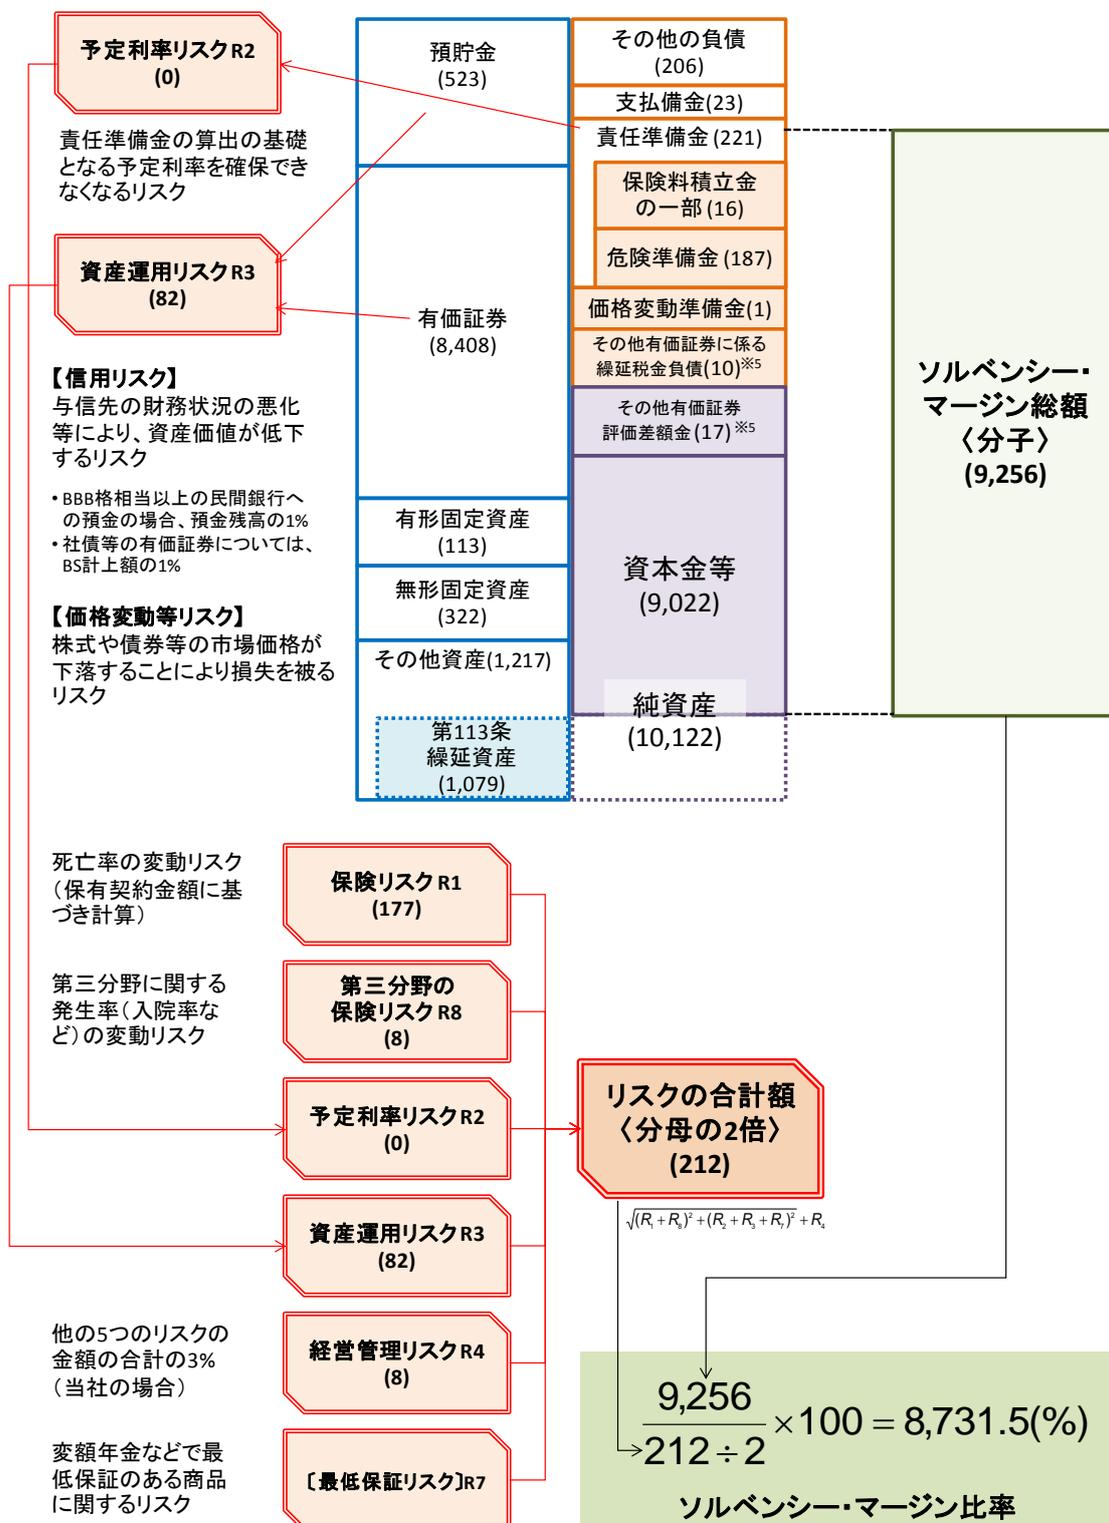 予定利率リスクR2
(0)
責任準備金の算出の基礎
となる予定利率を確保でき
なくなるリスク
資産運用リスクR3
(82)
【信用リスク】
与信先の財務状況の悪化
等により、資産価値が低下
するリスク
・BBB格相当以上の民間銀行へ
の預金の場合、預金残高の1%
・社債等の有価証券については、
BS計上額の1%
【価格変動等リスク】
株式や債券等の市場価格が
下落することにより損失を被る
リスク
預貯金
(523)
有価証券
(8,408)
有形固定資産
(113)
無形固定資産
(322)
その他資産(1,217)
第113条
繰延資産
(1,079)
その他の負債
(206)
支払備金(23)
責任準備金(221)
保険料積立金
の一部(16)
危険準備金(187)
価格変動準備金(1)
その他有価証券に係る
繰延税金負債(10)※5
その他有価証券
評価差額金(17)※5
資本金等
(9,022)
純資産
(10,122)
ソルベンシー・
マージン総額
〈分子〉
(9,256)
死亡率の変動リスク
（保有契約金額に基
づき計算）
保険リスクR1
(177)
第三分野に関する
発生率（入院率な
ど）の変動リスク
第三分野の
保険リスクR8
(8)
予定利率リスクR2
(0)
資産運用リスクR3
(82)
他の5つのリスクの
金額の合計の3%
（当社の場合）
経営管理リスクR4
(8)
変額年金などで最
低保証のある商品
に関するリスク
〔最低保証リスク〕R7
リスクの合計額
〈分母の2倍〉
(212)
√(R₁+R₈)²+(R₂+R₃+R₇)²+R₄
9,256
212÷2
×100=8,731.5(%)
ソルベンシー・マージン比率